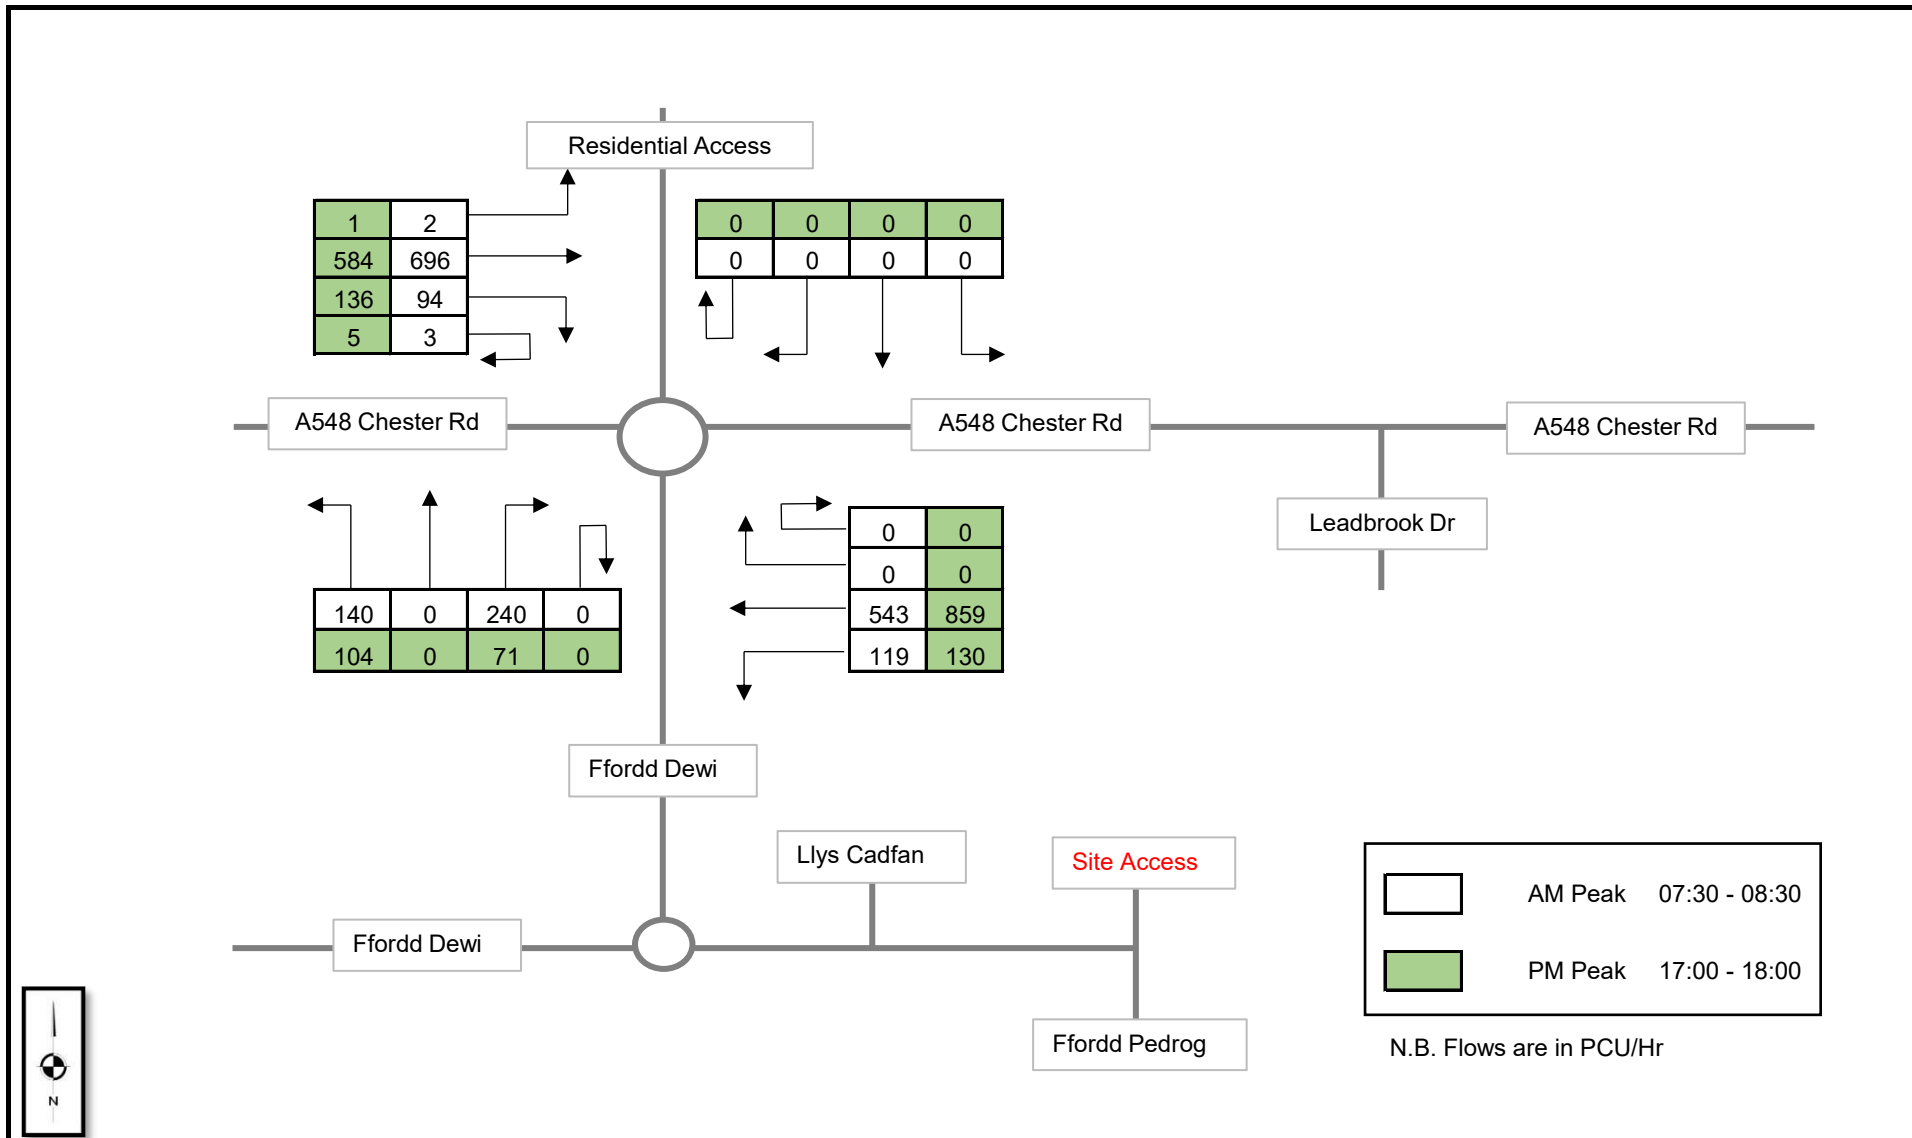 Residential Access
1 2
584 696
136 94
5 3
0 0 0 0
0 0 0 0
A548 Chester Rd
A548 Chester Rd
A548 Chester Rd
Leadbrook Dr
140 0 240 0
104 0 71 0
0 0
0 0
543 859
119 130
Ffordd Dewi
Llys Cadfan
Site Access
Ffordd Dewi
Ffordd Pedrog
AM Peak 07:30 - 08:30
PM Peak 17:00 - 18:00
N.B. Flows are in PCU/Hr
N